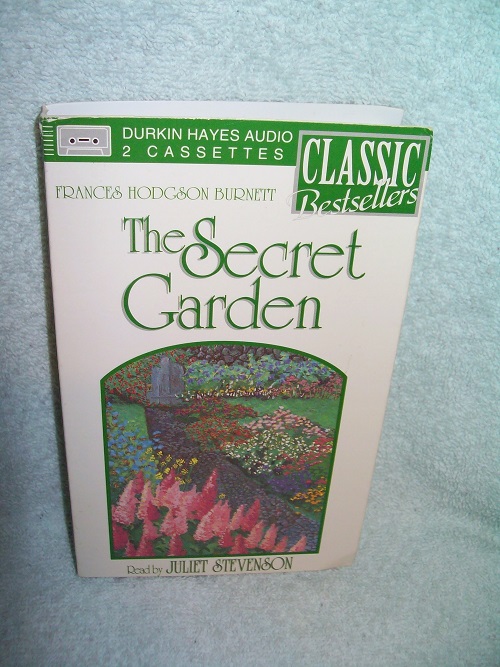 DURKIN HAYES AUDIO
2 CASSETTES
CLASSIC
Bestsellers
FRANCES HODGSON BURNETT
The Secret
Garden
Read by JULIET STEVENSON